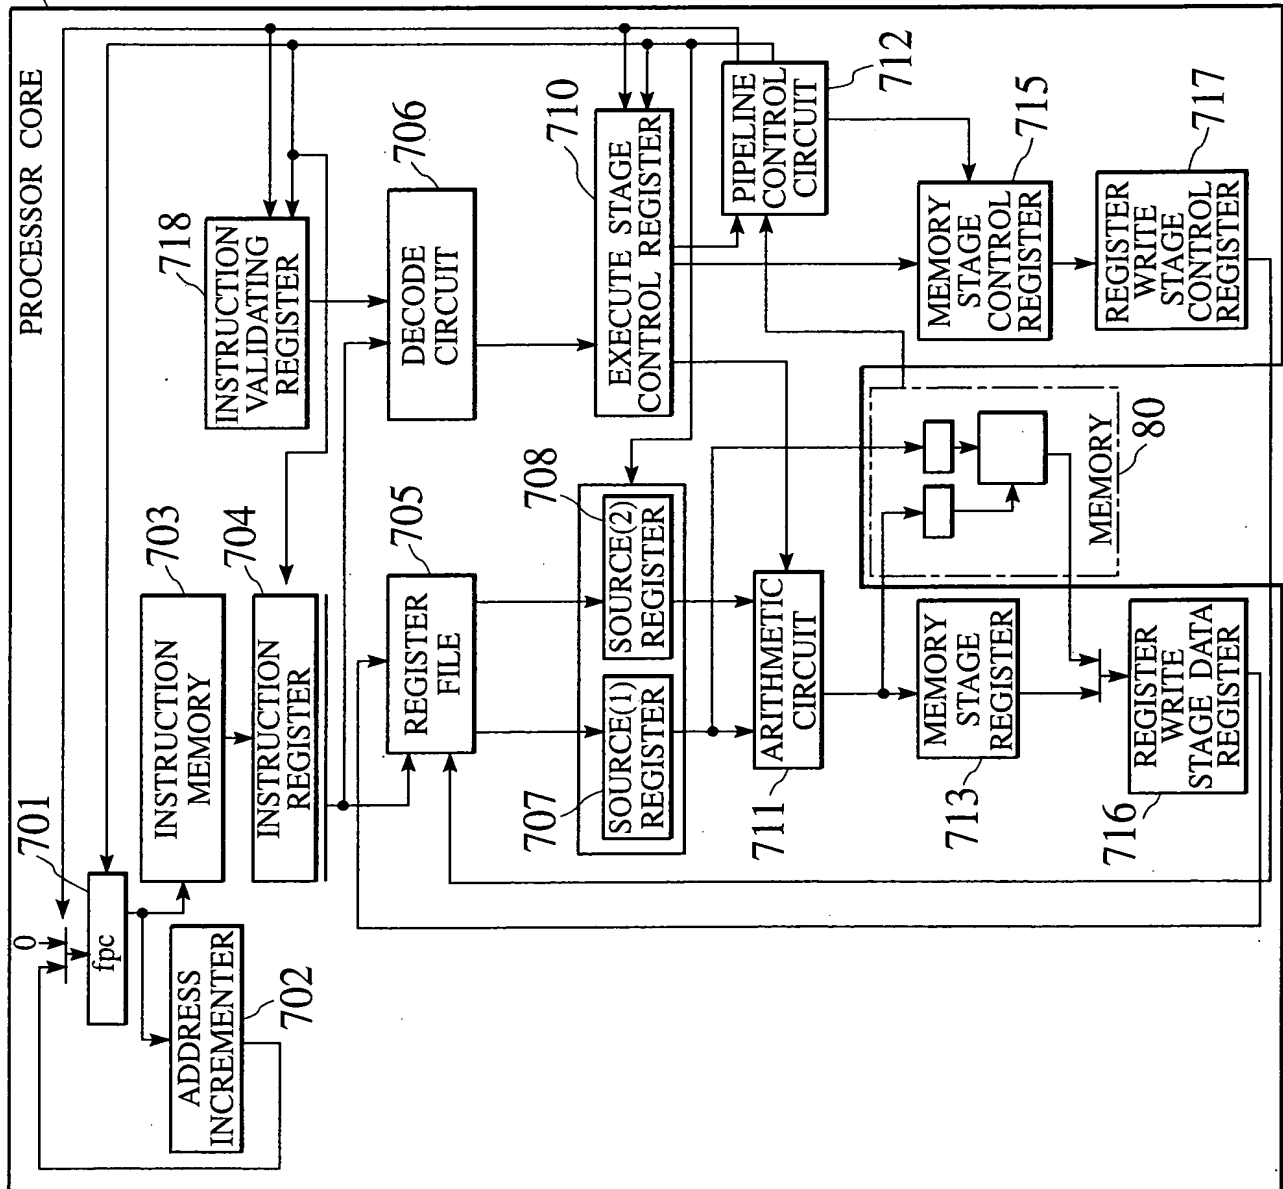 PROCESSOR CORE
0
fpc
701
ADDRESS
INCREMENTER
702
INSTRUCTION
MEMORY
703
INSTRUCTION
REGISTER
704
INSTRUCTION
VALIDATING
REGISTER
718
REGISTER
FILE
705
DECODE
CIRCUIT
706
SOURCE(1)
REGISTER
707
SOURCE(2)
REGISTER
708
EXECUTE STAGE
CONTROL REGISTER
710
ARITHMETIC
CIRCUIT
711
PIPELINE
CONTROL
CIRCUIT
712
MEMORY
80
MEMORY
STAGE
REGISTER
713
MEMORY
STAGE
CONTROL
REGISTER
715
REGISTER
WRITE
STAGE DATA
REGISTER
716
REGISTER
WRITE
STAGE
CONTROL
REGISTER
717